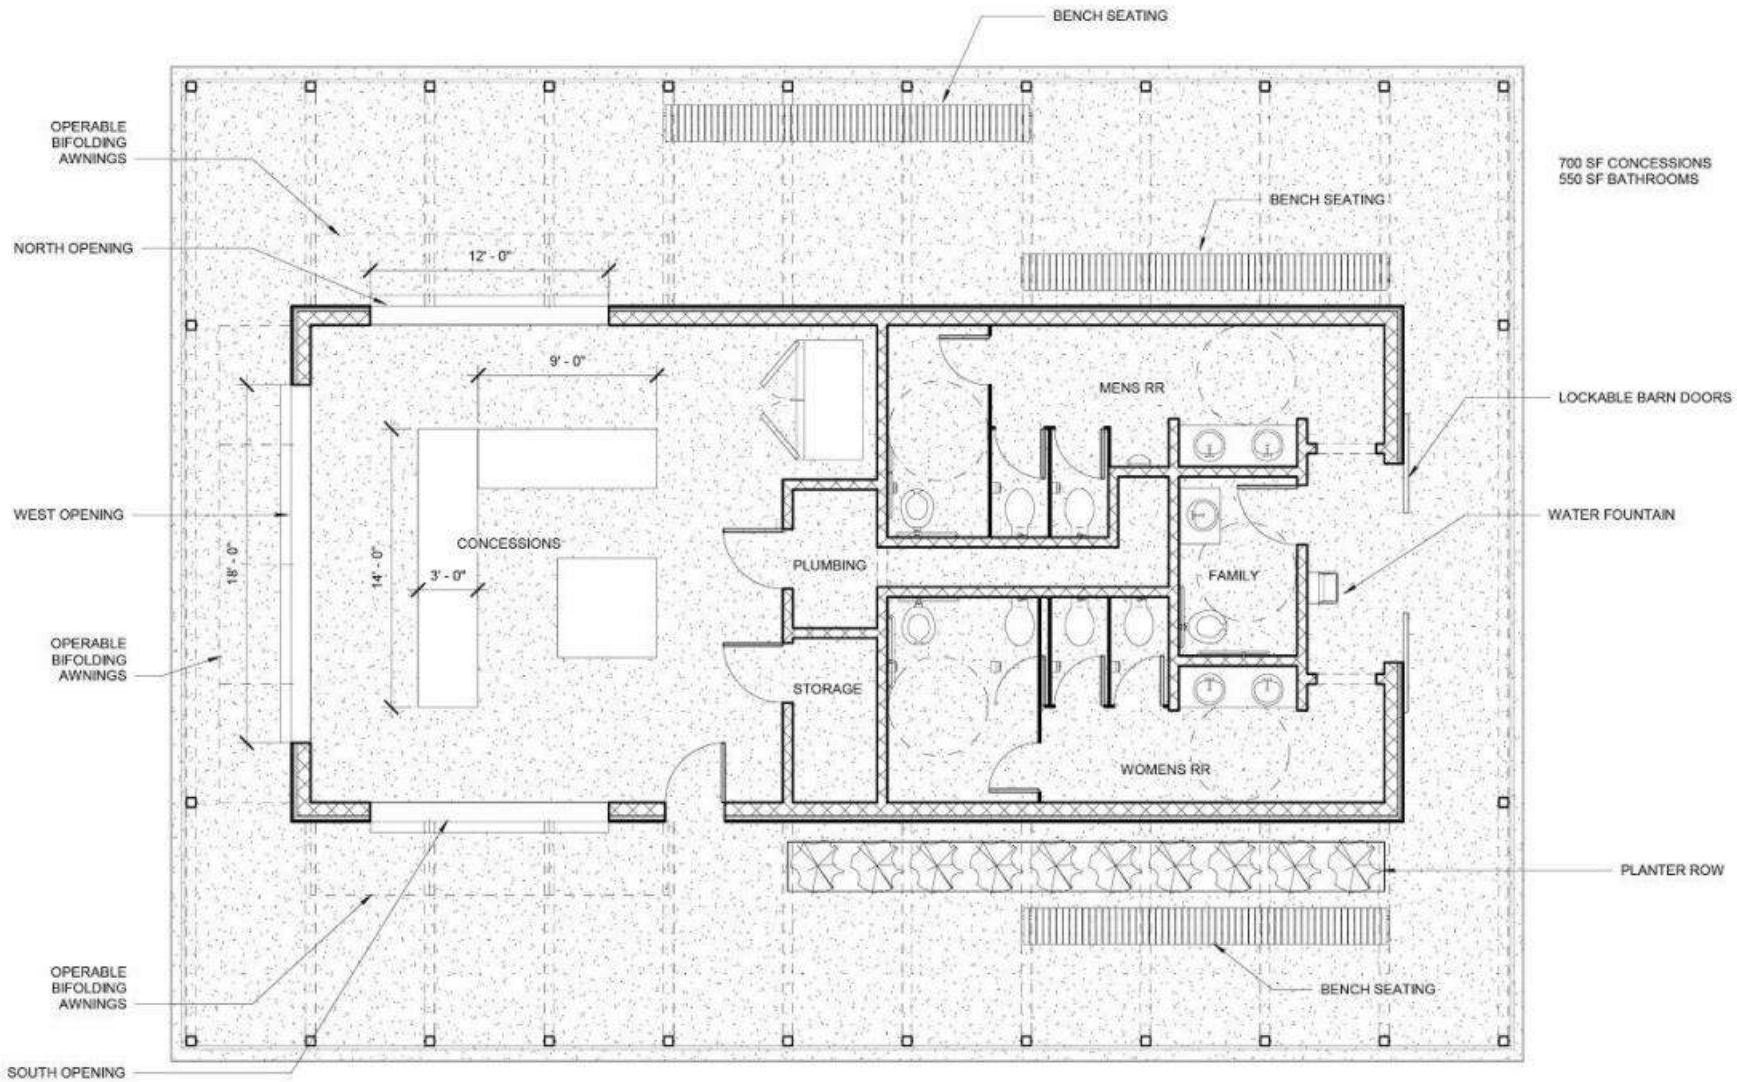 BENCH SEATING
OPERABLE
BIFOLDING
AWNINGS
700 SF CONCESSIONS
550 SF BATHROOMS
BENCH SEATING
NORTH OPENING
12' - 0"
9' - 0"
MENS RR
LOCKABLE BARN DOORS
WEST OPENING
WATER FOUNTAIN
CONCESSIONS
18' - 0"
14' - 0"
3' - 0"
PLUMBING
FAMILY
OPERABLE
BIFOLDING
AWNINGS
STORAGE
WOMENS RR
PLANTER ROW
OPERABLE
BIFOLDING
AWNINGS
BENCH SEATING
SOUTH OPENING